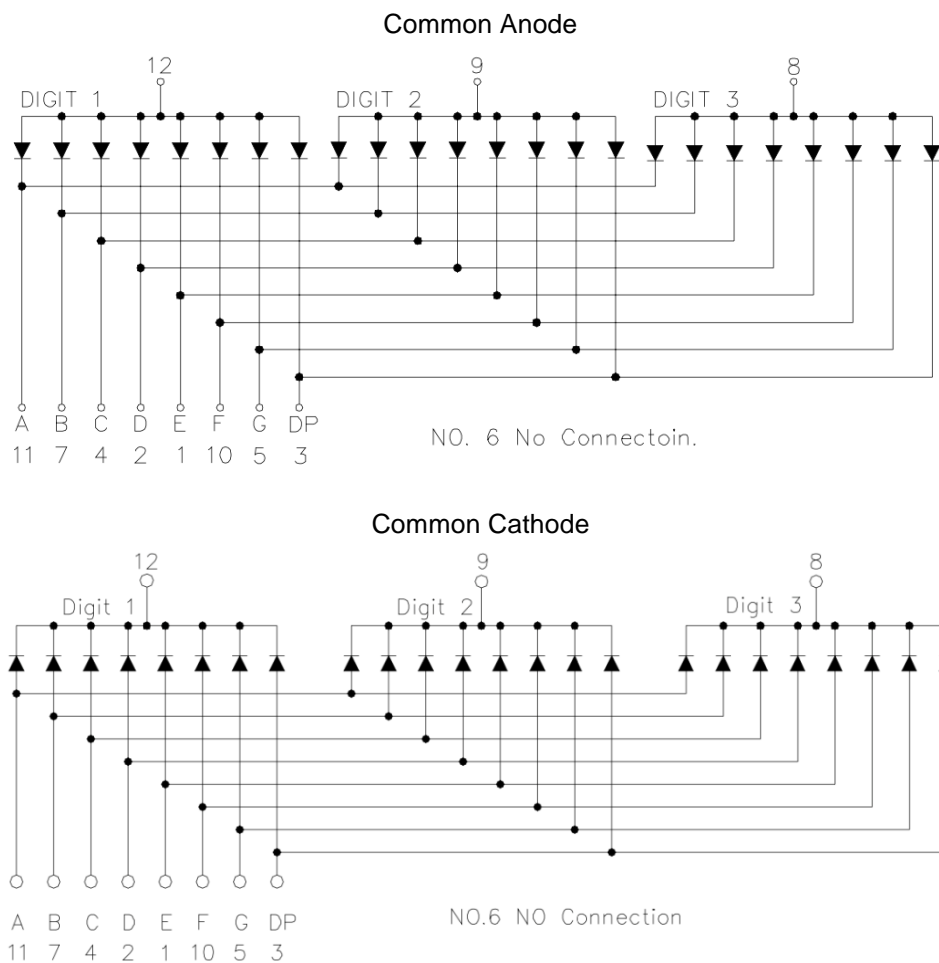 Common Anode
12 9 8
DIGIT 1 DIGIT 2 DIGIT 3
A B C D E F G DP
11 7 4 2 1 10 5 3
NO. 6 No Connectoin.
Common Cathode
12 9 8
Digit 1 Digit 2 Digit 3
A B C D E F G DP
11 7 4 2 1 10 5 3
NO.6 NO Connection